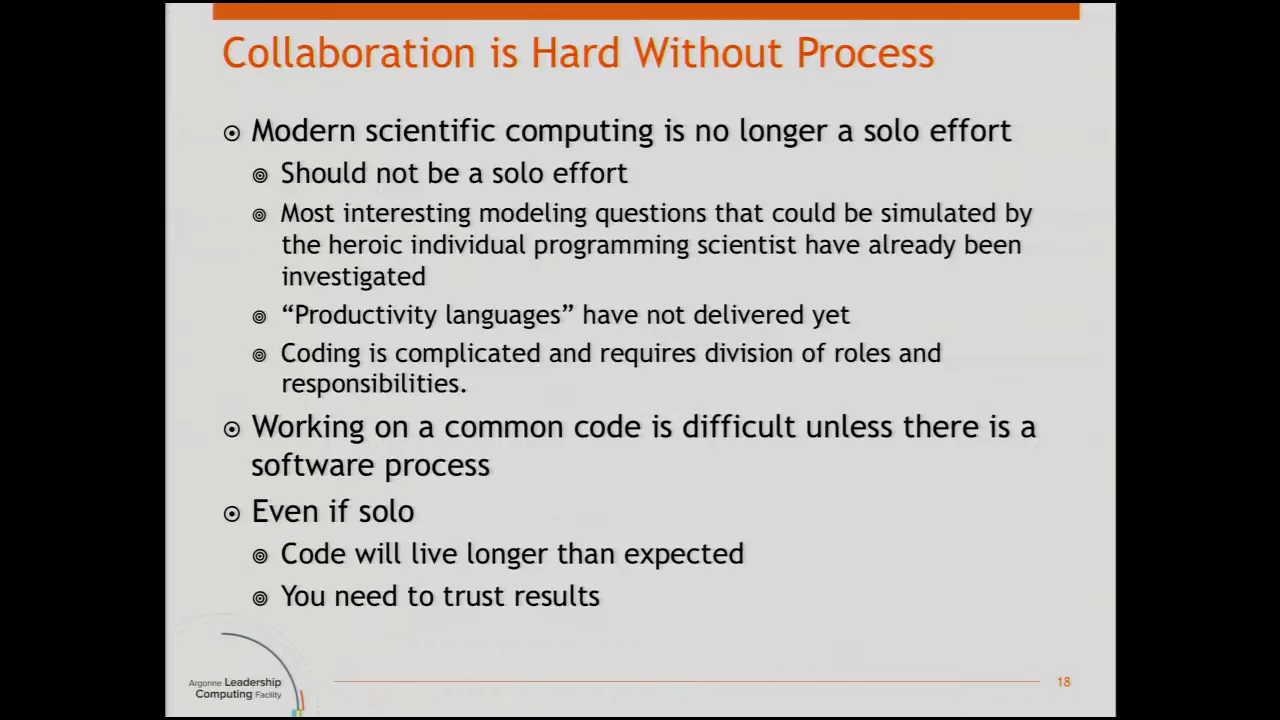 Collaboration is Hard Without Process
Modern scientific computing is no longer a solo effort
Should not be a solo effort
Most interesting modeling questions that could be simulated by
the heroic individual programming scientist have already been
investigated
“Productivity languages” have not delivered yet
Coding is complicated and requires division of roles and
responsibilities.
Working on a common code is difficult unless there is a
software process
Even if solo
Code will live longer than expected
You need to trust results
Argonne Leadership
Computing Facility
18